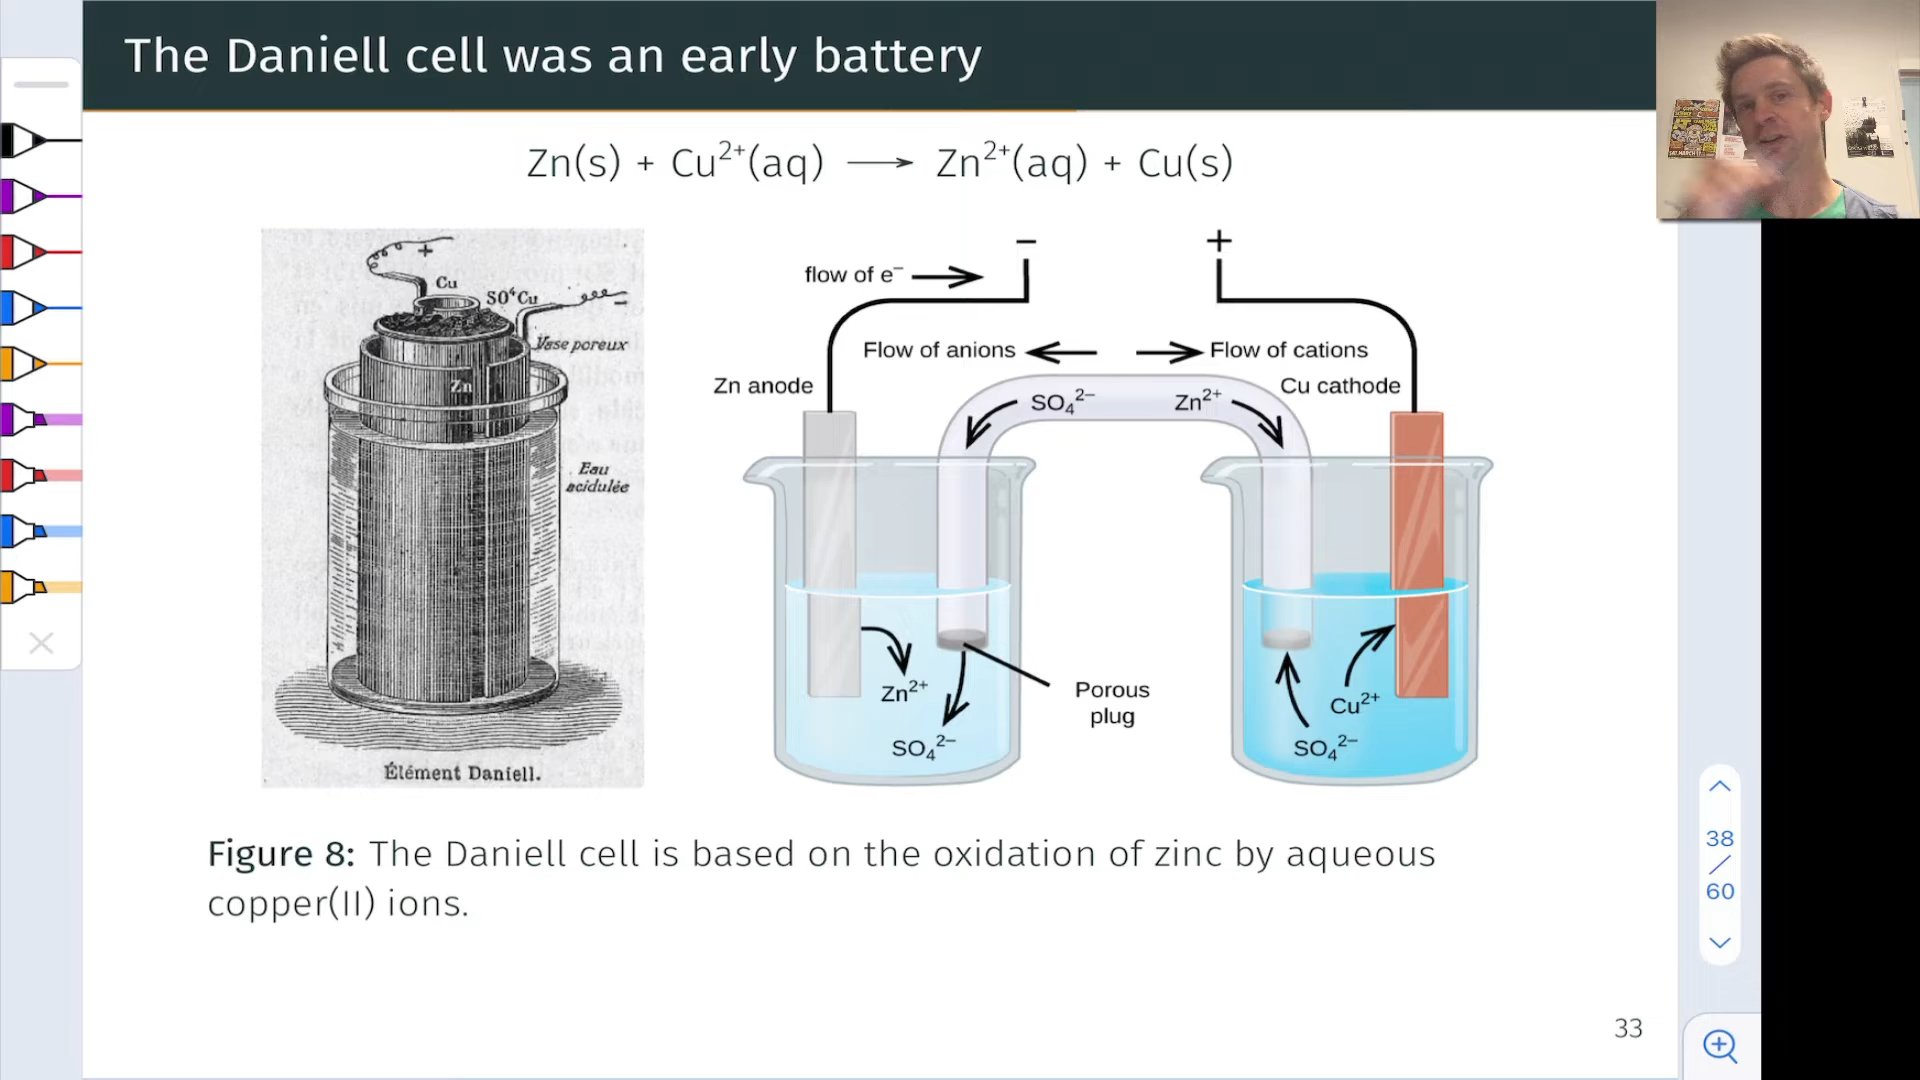 The Daniell cell was an early battery
Zn(s) + Cu²⁺(aq) ⟶ Zn²⁺(aq) + Cu(s)
+
Cu
SO⁴Cu
−
Vase poreux
Zn
Eau
acidulée
Élément Daniell.
− +
flow of e⁻
Flow of anions Flow of cations
Zn anode Cu cathode
SO₄²⁻ Zn²⁺
Zn²⁺
SO₄²⁻
Porous
plug
Cu²⁺
SO₄²⁻
Figure 8: The Daniell cell is based on the oxidation of zinc by aqueous
copper(II) ions.
38
/
60
33